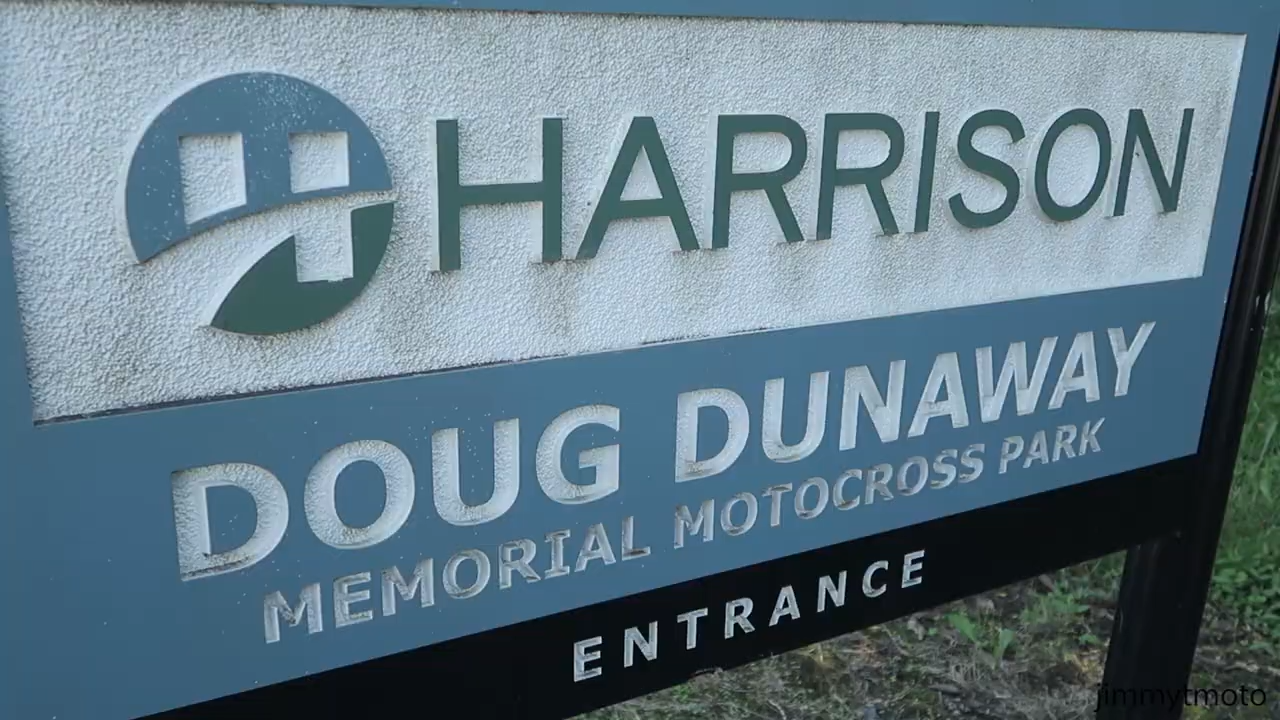 HARRISON
DOUG DUNAWAY
MEMORIAL MOTOCROSS PARK
ENTRANCE
jimmytmoto